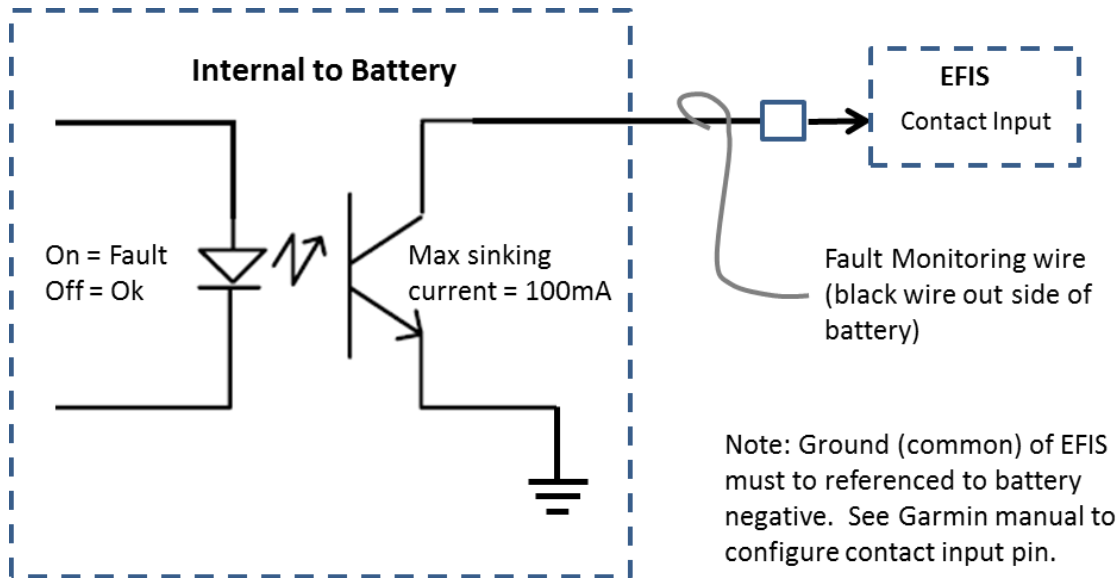 Internal to Battery
EFIS
Contact Input
On = Fault
Off = Ok
Max sinking
current = 100mA
Fault Monitoring wire
(black wire out side of
battery)
Note: Ground (common) of EFIS
must to referenced to battery
negative.  See Garmin manual to
configure contact input pin.